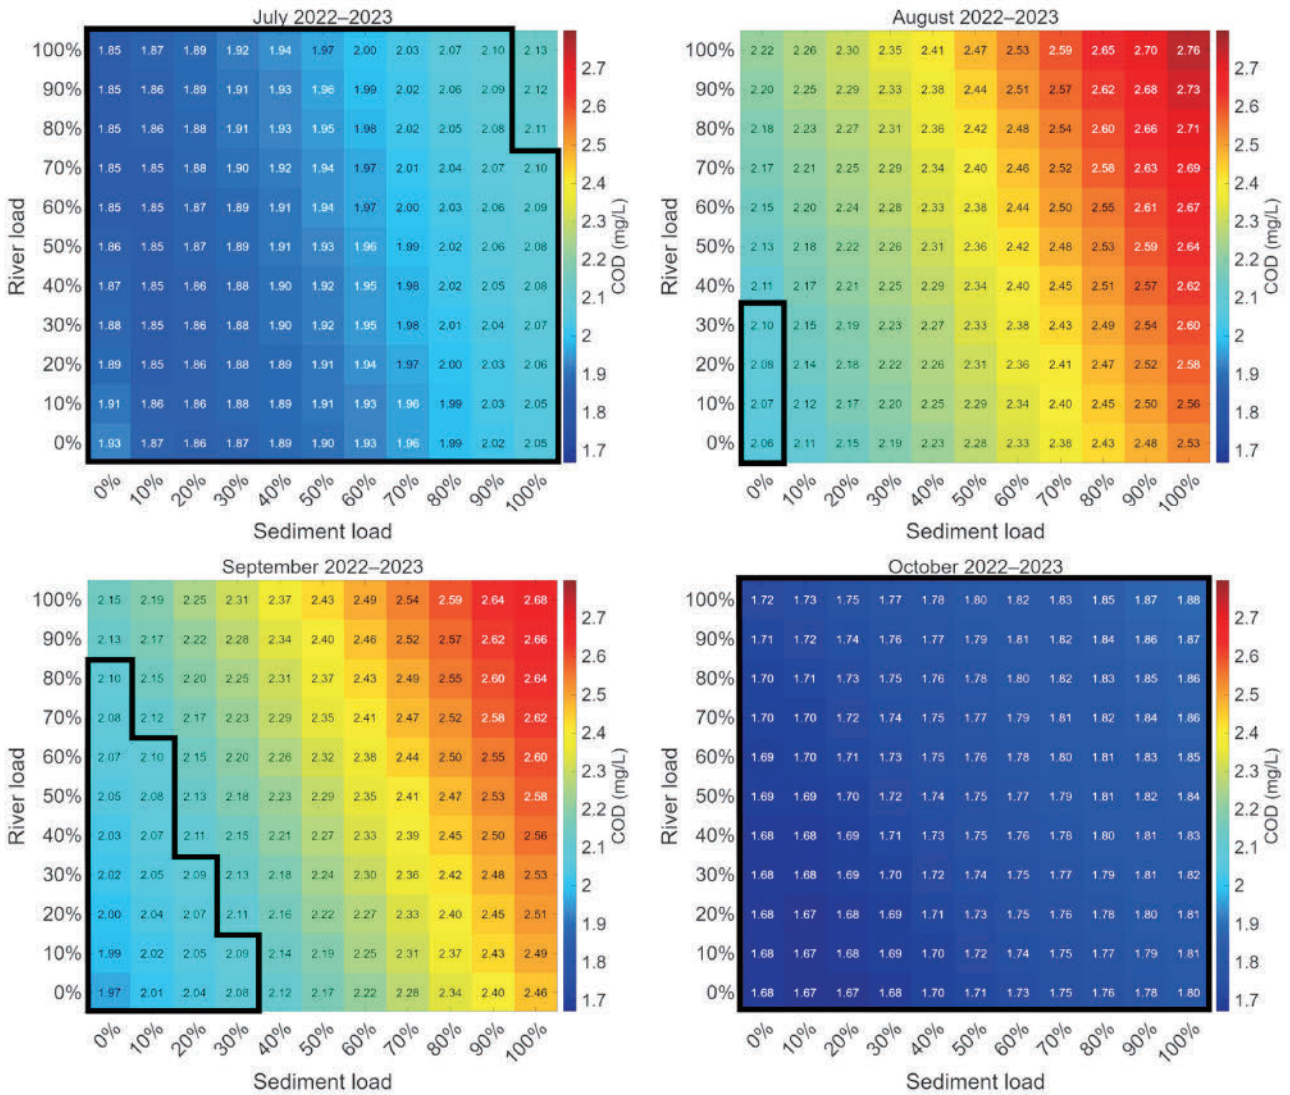 July 2022–2023
100% 1.85 1.87 1.89 1.92 1.94 1.97 2.00 2.03 2.07 2.10 2.13
90% 1.85 1.86 1.89 1.91 1.93 1.96 1.99 2.02 2.06 2.09 2.12
80% 1.85 1.86 1.88 1.91 1.93 1.95 1.98 2.02 2.05 2.08 2.11
70% 1.85 1.85 1.88 1.90 1.92 1.94 1.97 2.01 2.04 2.07 2.10
60% 1.85 1.85 1.87 1.89 1.91 1.94 1.97 2.00 2.03 2.06 2.09
50% 1.86 1.85 1.87 1.89 1.91 1.93 1.96 1.99 2.02 2.06 2.08
40% 1.87 1.85 1.86 1.88 1.90 1.92 1.95 1.98 2.02 2.05 2.08
30% 1.88 1.85 1.86 1.88 1.90 1.92 1.95 1.98 2.01 2.04 2.07
20% 1.89 1.85 1.86 1.88 1.89 1.91 1.94 1.97 2.00 2.03 2.06
10% 1.91 1.86 1.86 1.88 1.89 1.91 1.93 1.96 1.99 2.03 2.05
0% 1.93 1.87 1.86 1.87 1.89 1.90 1.93 1.96 1.99 2.02 2.05
0% 10% 20% 30% 40% 50% 60% 70% 80% 90% 100%
Sediment load
River load
2.7
2.6
2.5
2.4
2.3
2.2
2.1
2
1.9
1.8
1.7
COD (mg/L)
August 2022–2023
100% 2.22 2.26 2.30 2.35 2.41 2.47 2.53 2.59 2.65 2.70 2.76
90% 2.20 2.25 2.29 2.33 2.38 2.44 2.51 2.57 2.62 2.68 2.73
80% 2.18 2.23 2.27 2.31 2.36 2.42 2.48 2.54 2.60 2.66 2.71
70% 2.17 2.21 2.25 2.29 2.34 2.40 2.46 2.52 2.58 2.63 2.69
60% 2.15 2.20 2.24 2.28 2.33 2.38 2.44 2.50 2.55 2.61 2.67
50% 2.13 2.18 2.22 2.26 2.31 2.36 2.42 2.48 2.53 2.59 2.64
40% 2.11 2.17 2.21 2.25 2.29 2.34 2.40 2.45 2.51 2.57 2.62
30% 2.10 2.15 2.19 2.23 2.27 2.33 2.38 2.43 2.49 2.54 2.60
20% 2.08 2.14 2.18 2.22 2.26 2.31 2.36 2.41 2.47 2.52 2.58
10% 2.07 2.12 2.17 2.20 2.25 2.29 2.34 2.40 2.45 2.50 2.56
0% 2.06 2.11 2.15 2.19 2.23 2.28 2.33 2.38 2.43 2.48 2.53
0% 10% 20% 30% 40% 50% 60% 70% 80% 90% 100%
Sediment load
River load
2.7
2.6
2.5
2.4
2.3
2.2
2.1
2
1.9
1.8
1.7
COD (mg/L)
September 2022–2023
100% 2.15 2.19 2.25 2.31 2.37 2.43 2.49 2.54 2.59 2.64 2.68
90% 2.13 2.17 2.22 2.28 2.34 2.40 2.46 2.52 2.57 2.62 2.66
80% 2.10 2.15 2.20 2.25 2.31 2.37 2.43 2.49 2.55 2.60 2.64
70% 2.08 2.12 2.17 2.23 2.29 2.35 2.41 2.47 2.52 2.58 2.62
60% 2.07 2.10 2.15 2.20 2.26 2.32 2.38 2.44 2.50 2.55 2.60
50% 2.05 2.08 2.13 2.18 2.23 2.29 2.35 2.41 2.47 2.53 2.58
40% 2.03 2.07 2.11 2.15 2.21 2.27 2.33 2.39 2.45 2.50 2.56
30% 2.02 2.05 2.09 2.13 2.18 2.24 2.30 2.36 2.42 2.48 2.53
20% 2.00 2.04 2.07 2.11 2.16 2.22 2.27 2.33 2.40 2.45 2.51
10% 1.99 2.02 2.05 2.09 2.14 2.19 2.25 2.31 2.37 2.43 2.49
0% 1.97 2.01 2.04 2.08 2.12 2.17 2.22 2.28 2.34 2.40 2.46
0% 10% 20% 30% 40% 50% 60% 70% 80% 90% 100%
Sediment load
River load
2.7
2.6
2.5
2.4
2.3
2.2
2.1
2
1.9
1.8
1.7
COD (mg/L)
October 2022–2023
100% 1.72 1.73 1.75 1.77 1.78 1.80 1.82 1.83 1.85 1.87 1.88
90% 1.71 1.72 1.74 1.76 1.77 1.79 1.81 1.82 1.84 1.86 1.87
80% 1.70 1.71 1.73 1.75 1.76 1.78 1.80 1.82 1.83 1.85 1.86
70% 1.70 1.70 1.72 1.74 1.75 1.77 1.79 1.81 1.82 1.84 1.86
60% 1.69 1.70 1.71 1.73 1.75 1.76 1.78 1.80 1.81 1.83 1.85
50% 1.69 1.69 1.70 1.72 1.74 1.75 1.77 1.79 1.81 1.82 1.84
40% 1.68 1.68 1.69 1.71 1.73 1.75 1.76 1.78 1.80 1.81 1.83
30% 1.68 1.68 1.69 1.70 1.72 1.74 1.75 1.77 1.79 1.81 1.82
20% 1.68 1.67 1.68 1.69 1.71 1.73 1.75 1.76 1.78 1.80 1.81
10% 1.68 1.67 1.68 1.69 1.70 1.72 1.74 1.75 1.77 1.79 1.81
0% 1.68 1.67 1.67 1.68 1.70 1.71 1.73 1.75 1.76 1.78 1.80
0% 10% 20% 30% 40% 50% 60% 70% 80% 90% 100%
Sediment load
River load
2.7
2.6
2.5
2.4
2.3
2.2
2.1
2
1.9
1.8
1.7
COD (mg/L)